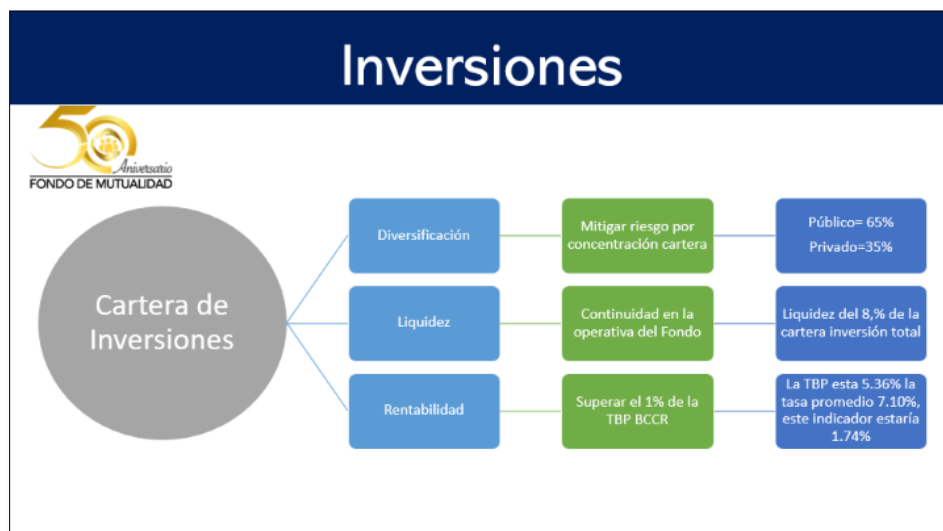 Inversiones
50
Aniversario
FONDO DE MUTUALIDAD
Cartera de
Inversiones
Diversificación
Mitigar riesgo por
concentración cartera
Público= 65%
Privado=35%
Liquidez
Continuidad en la
operativa del Fondo
Liquidez del 8,% de la
cartera inversión total
Rentabilidad
Superar el 1% de la
TBP BCCR
La TBP esta 5.36% la
tasa promedio 7.10%,
este indicador estaría
1.74%